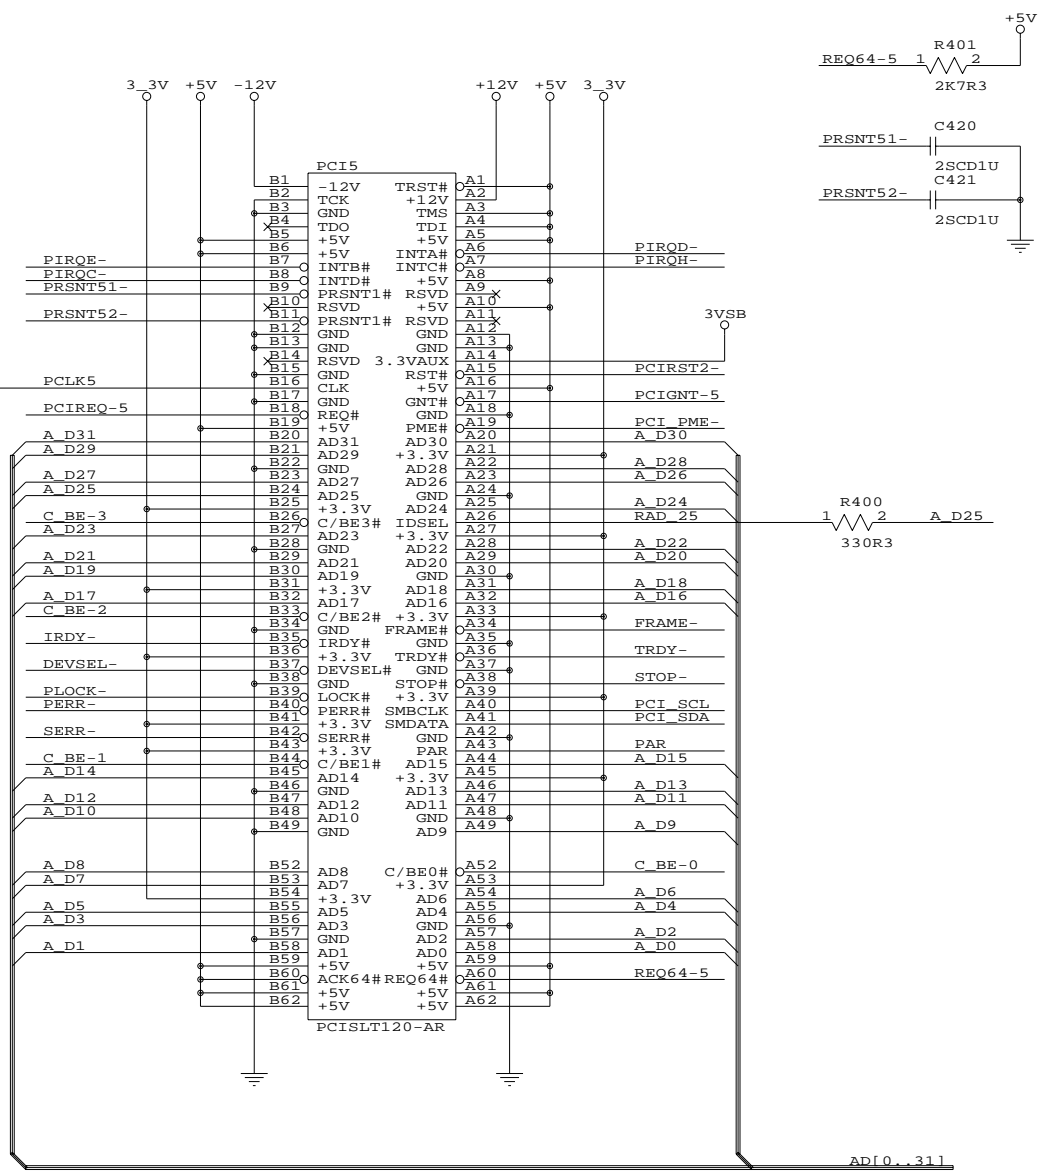 +5V
R401
REQ64-5 1 2
2K7R3
3_3V +5V -12V +12V +5V 3_3V
C420
PRSNT51-
2SCD1U
C421
PRSNT52-
2SCD1U
PCI5
B1 -12V TRST# A1
B2 TCK +12V A2
B3 GND TMS A3
B4 TDO TDI A4
B5 +5V +5V A5
B6 +5V INTA# A6 PIRQD-
PIRQE- B7 INTB# INTC# A7 PIRQH-
PIRQC- B8 INTD# +5V A8
PRSNT51- B9 PRSNT1# RSVD A9
B10 RSVD +5V A10
PRSNT52- B11 PRSNT1# RSVD A11
3VSB
B12 GND GND A12
B13 GND GND A13
B14 RSVD 3.3VAUX A14
B15 GND RST# A15 PCIRST2-
PCLK5 B16 CLK +5V A16
B17 GND GNT# A17 PCIGNT-5
PCIREQ-5 B18 REQ# GND A18
B19 +5V PME# A19 PCI_PME-
A_D31 B20 AD31 AD30 A20 A_D30
A_D29 B21 AD29 +3.3V A21
B22 GND AD28 A22 A_D28
A_D27 B23 AD27 AD26 A23 A_D26
A_D25 B24 AD25 GND A24
B25 +3.3V AD24 A25 A_D24
C_BE-3 B26 C/BE3# IDSEL A26 RAD_25
R400
1 2 A_D25
330R3
A_D23 B27 AD23 +3.3V A27
B28 GND AD22 A28 A_D22
A_D21 B29 AD21 AD20 A29 A_D20
A_D19 B30 AD19 GND A30
B31 +3.3V AD18 A31 A_D18
A_D17 B32 AD17 AD16 A32 A_D16
C_BE-2 B33 C/BE2# +3.3V A33
B34 GND FRAME# A34 FRAME-
IRDY- B35 IRDY# GND A35
B36 +3.3V TRDY# A36 TRDY-
DEVSEL- B37 DEVSEL# GND A37
B38 GND STOP# A38 STOP-
PLOCK- B39 LOCK# +3.3V A39
PERR- B40 PERR# SMBCLK A40 PCI_SCL
B41 +3.3V SMDATA A41 PCI_SDA
SERR- B42 SERR# GND A42
B43 +3.3V PAR A43 PAR
C_BE-1 B44 C/BE1# AD15 A44 A_D15
A_D14 B45 AD14 +3.3V A45
B46 GND AD13 A46 A_D13
A_D12 B47 AD12 AD11 A47 A_D11
A_D10 B48 AD10 GND A48
B49 GND AD9 A49 A_D9
A_D8 B52 AD8 C/BE0# A52 C_BE-0
A_D7 B53 AD7 +3.3V A53
B54 +3.3V AD6 A54 A_D6
A_D5 B55 AD5 AD4 A55 A_D4
A_D3 B56 AD3 GND A56
B57 GND AD2 A57 A_D2
A_D1 B58 AD1 AD0 A58 A_D0
B59 +5V +5V A59
B60 ACK64# REQ64# A60 REQ64-5
B61 +5V +5V A61
B62 +5V +5V A62
PCISLT120-AR
AD[0..31]